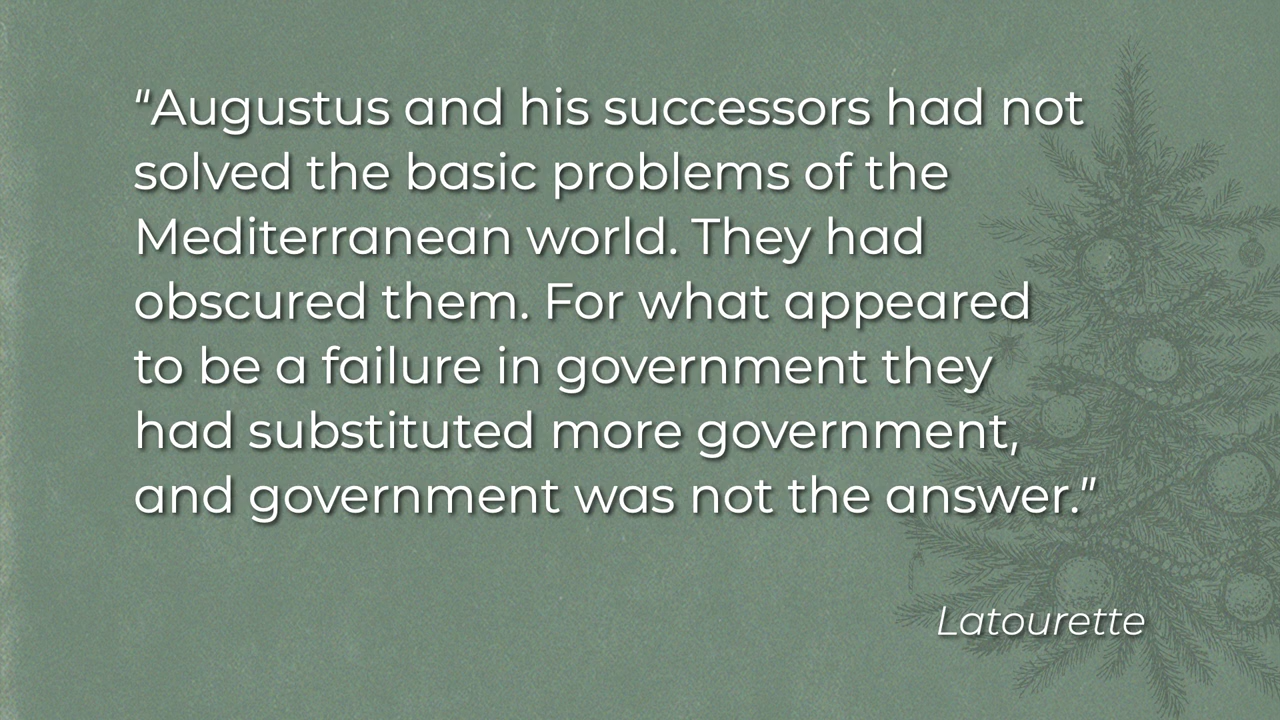 “Augustus and his successors had not
solved the basic problems of the
Mediterranean world. They had
obscured them. For what appeared
to be a failure in government they
had substituted more government,
and government was not the answer.”
Latourette